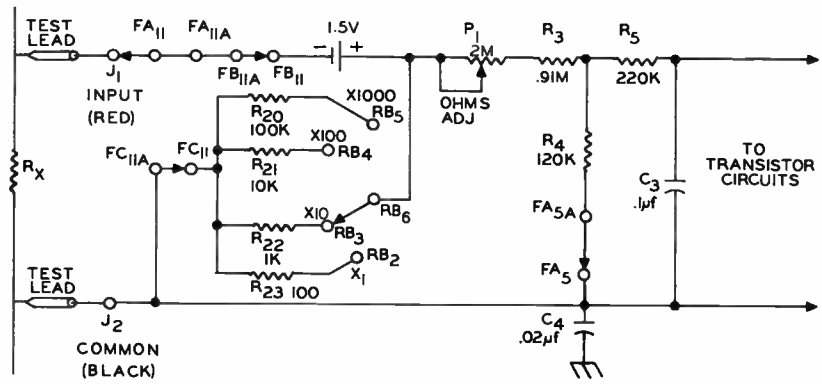 TEST
LEAD
FA11
FA11A
1.5V
P1
.2M
R3
R5
J1
FB11A
FB11
- +
.91M
220K
INPUT
(RED)
OHMS
ADJ
X1000
R20
100K
RB5
X100
RB4
R4
120K
TO
TRANSISTOR
CIRCUITS
RX
FC11A
FC11
R21
10K
C3
.1µf
X10
RB6
RB3
FA5A
R22
1K
RB2
X1
FA5
TEST
LEAD
R23 100
J2
C4
.02µf
COMMON
(BLACK)